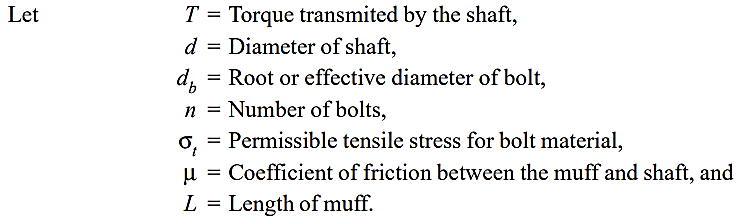 Let T = Torque transmited by the shaft,
d = Diameter of shaft,
d_b = Root or effective diameter of bolt,
n = Number of bolts,
σ_t = Permissible tensile stress for bolt material,
μ = Coefficient of friction between the muff and shaft, and
L = Length of muff.